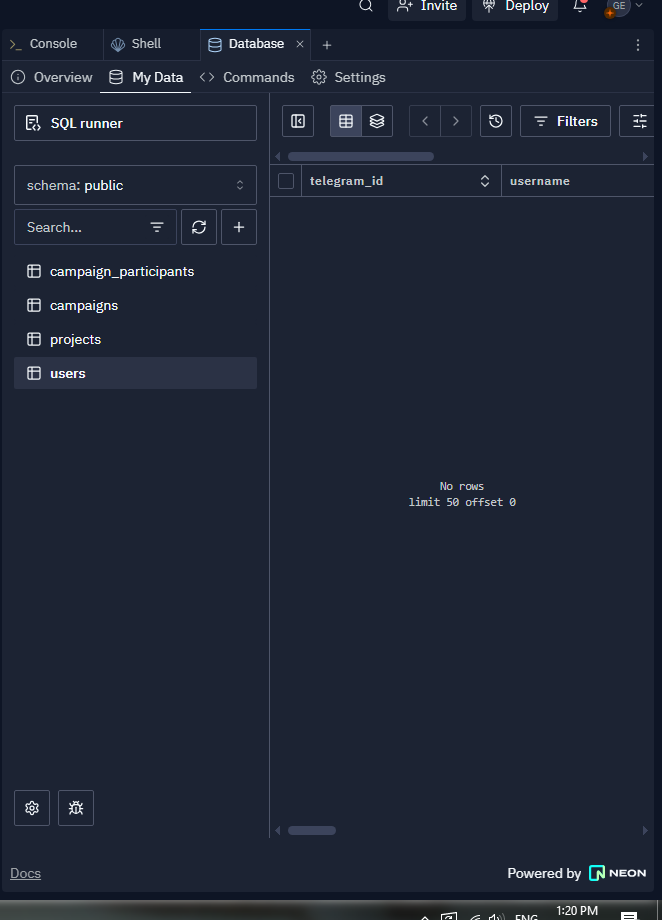 Invite
Deploy
GE
Console
Shell
Database
Overview
My Data
Commands
Settings
SQL runner
Filters
schema: public
telegram_id
username
Search...
campaign_participants
campaigns
projects
users
No rows
limit 50 offset 0
Docs
Powered by NEON
ENG
1:20 PM